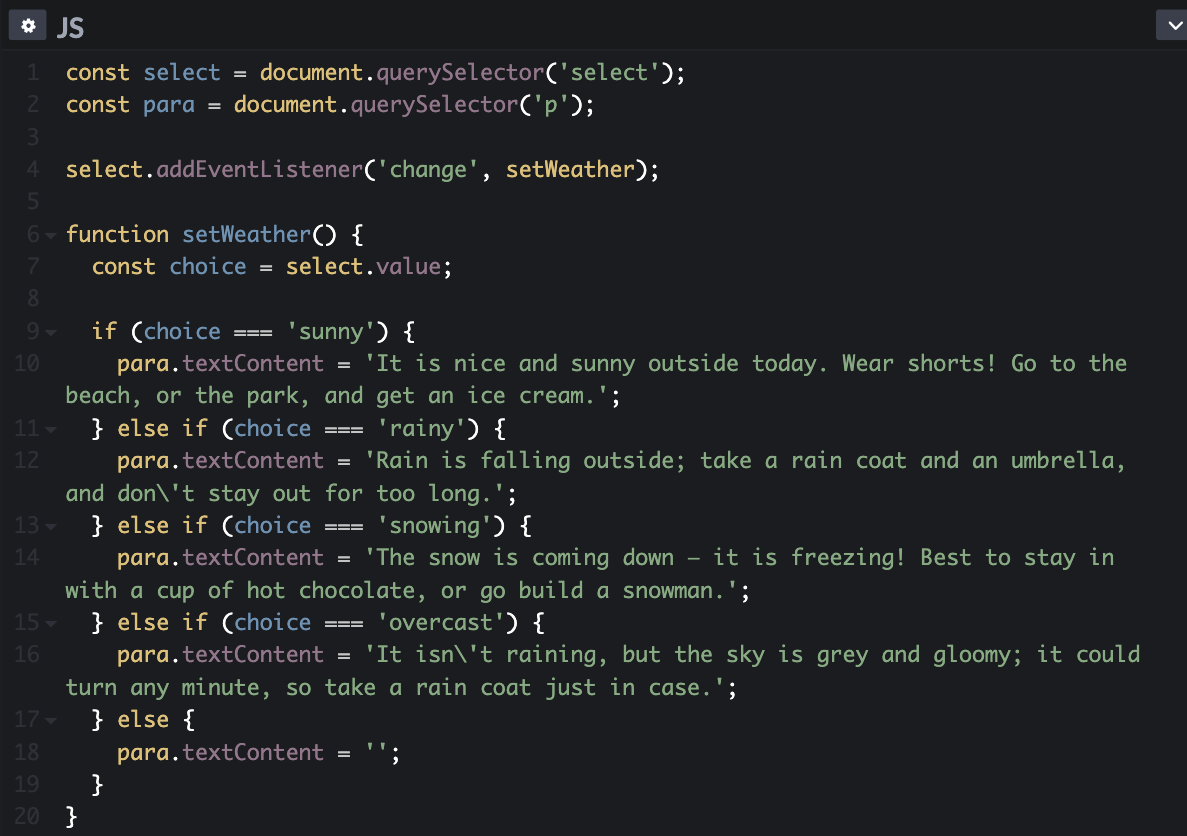 JS
1 const select = document.querySelector('select');
2 const para = document.querySelector('p');
3
4 select.addEventListener('change', setWeather);
5
6 function setWeather() {
7   const choice = select.value;
8
9   if (choice === 'sunny') {
10     para.textContent = 'It is nice and sunny outside today. Wear shorts! Go to the
beach, or the park, and get an ice cream.';
11   } else if (choice === 'rainy') {
12     para.textContent = 'Rain is falling outside; take a rain coat and an umbrella,
and don\'t stay out for too long.';
13   } else if (choice === 'snowing') {
14     para.textContent = 'The snow is coming down — it is freezing! Best to stay in
with a cup of hot chocolate, or go build a snowman.';
15   } else if (choice === 'overcast') {
16     para.textContent = 'It isn\'t raining, but the sky is grey and gloomy; it could
turn any minute, so take a rain coat just in case.';
17   } else {
18     para.textContent = '';
19   }
20 }